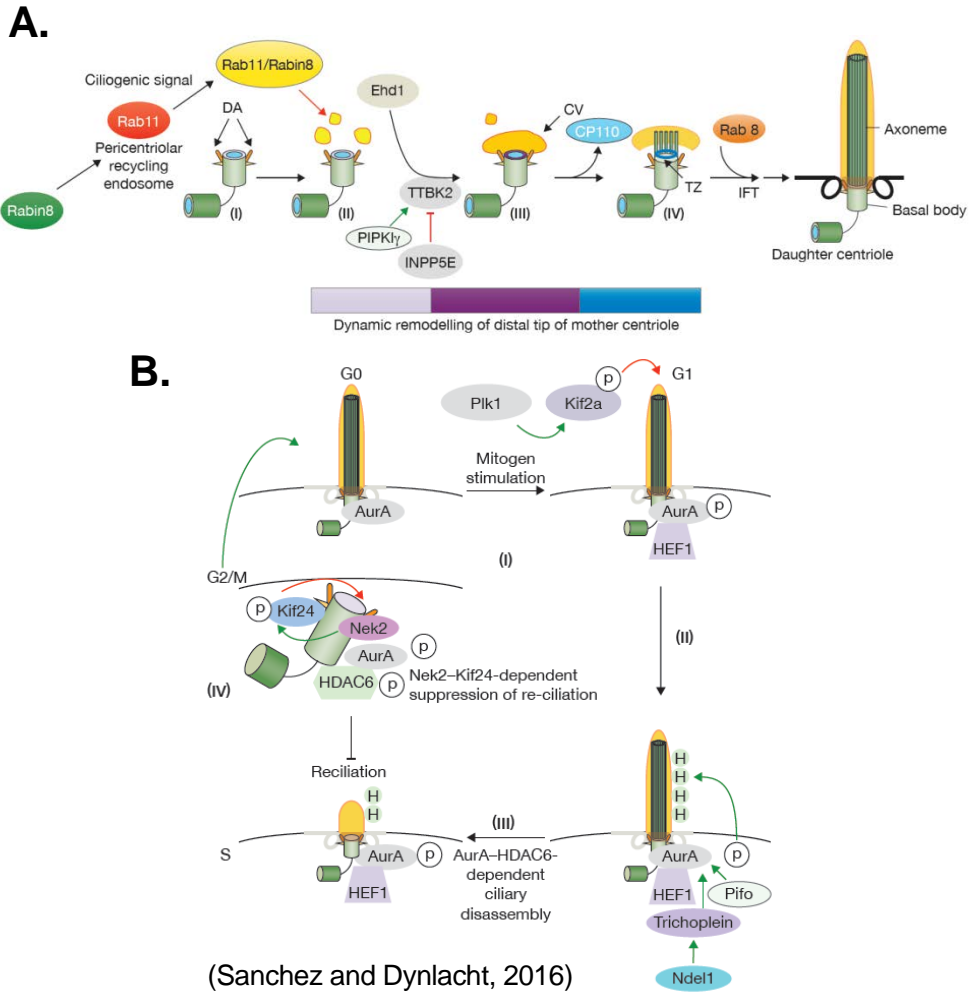 A.
Rab11/Rabin8
Ciliogenic signal
Ehd1
Rab11
DA
CV
CP110
Rab 8
Pericentriolar
recycling
endosome
Axoneme
TTBK2
TZ
IFT
Rabin8
(I)
(II)
(III)
(IV)
Basal body
PIPKIγ
INPP5E
Daughter centriole
Dynamic remodelling of distal tip of mother centriole
B.
G0
p
G1
Plk1
Kif2a
Mitogen
stimulation
AurA
AurA
p
HEF1
(I)
G2/M
p
Kif24
Nek2
AurA
p
HDAC6
p
Nek2–Kif24-dependent
suppression of re-ciliation
(II)
(IV)
Reciliation
H
H
H
H
H
H
S
AurA
p
HEF1
(III)
AurA–HDAC6-
dependent
ciliary
disassembly
AurA
p
HEF1
Pifo
Trichoplein
Ndel1
(Sanchez and Dynlacht, 2016)